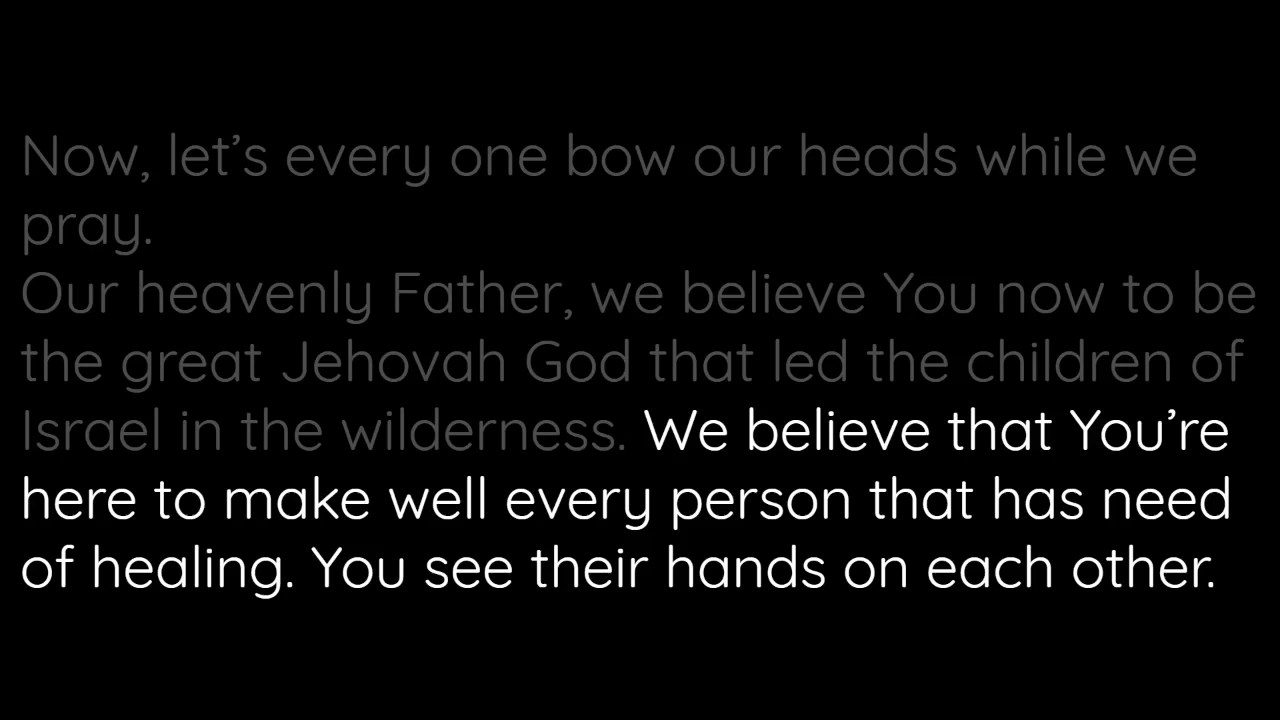 Now, let’s every one bow our heads while we
pray.
Our heavenly Father, we believe You now to be
the great Jehovah God that led the children of
Israel in the wilderness. We believe that You’re
here to make well every person that has need
of healing. You see their hands on each other.